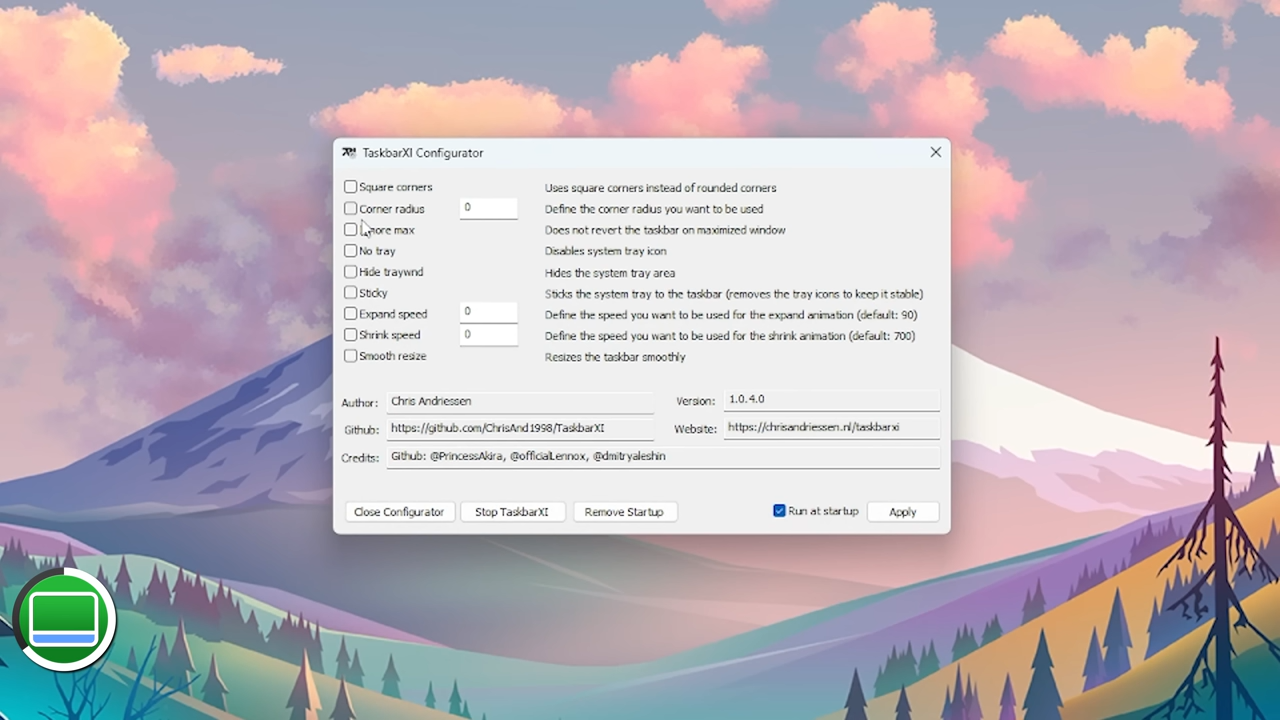 TaskbarXI Configurator
Square corners Uses square corners instead of rounded corners
Corner radius 0 Define the corner radius you want to be used
max Does not revert the taskbar on maximized window
No tray Disables system tray icon
Hide traywnd Hides the system tray area
Sticky Sticks the system tray to the taskbar (removes the tray icons to keep it stable)
Expand speed 0 Define the speed you want to be used for the expand animation (default: 90)
Shrink speed 0 Define the speed you want to be used for the shrink animation (default: 700)
Smooth resize Resizes the taskbar smoothly
Author: Chris Andriessen Version: 1.0.4.0
Github: https://github.com/ChrisAnd1998/TaskbarXI Website: https://chrisandriessen.nl/taskbarxi
Credits: Github: @PrincessAkira, @officialLennox, @dmitryaleshin
Close Configurator Stop TaskbarXI Remove Startup Run at startup Apply